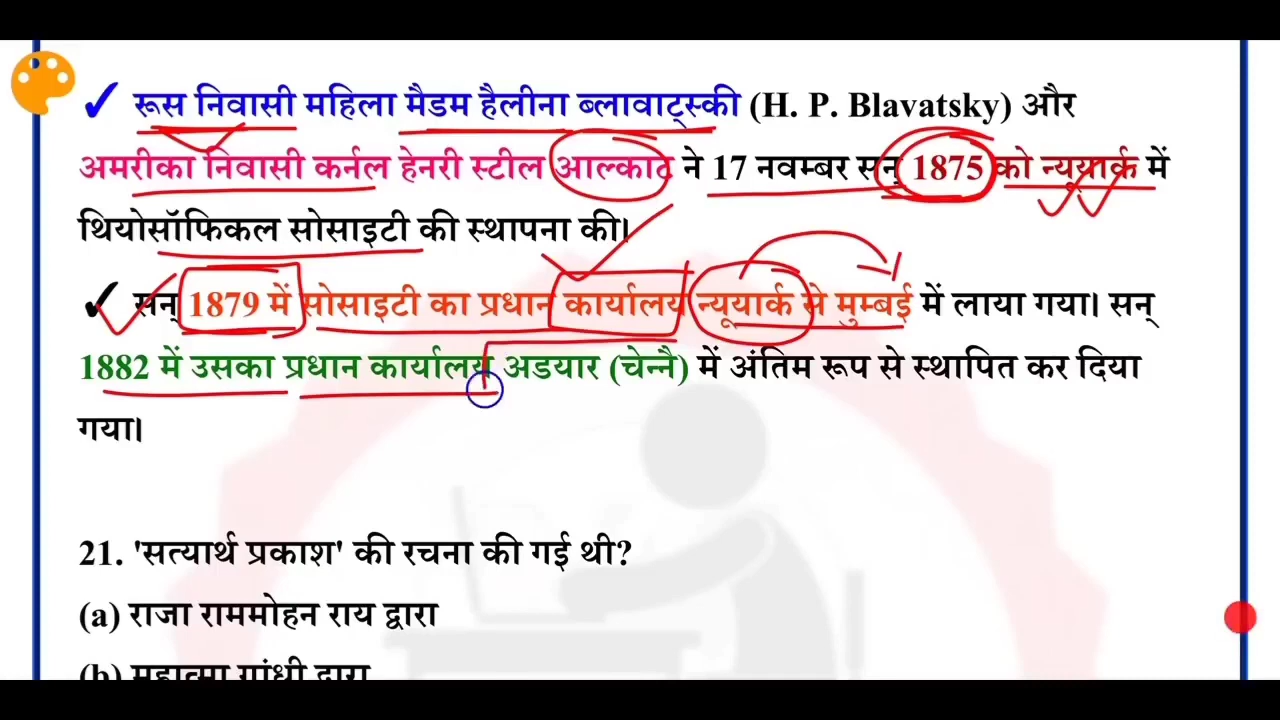 ✓ रूस निवासी महिला मैडम हैलीना ब्लावाट्स्की (H. P. Blavatsky) और
अमरीका निवासी कर्नल हेनरी स्टील आल्काट ने 17 नवम्बर सन् 1875 को न्यूयार्क में
थियोसॉफिकल सोसाइटी की स्थापना की।
✓ सन् 1879 में सोसाइटी का प्रधान कार्यालय न्यूयार्क से मुम्बई में लाया गया। सन्
1882 में उसका प्रधान कार्यालय अडयार (चेन्नै) में अंतिम रूप से स्थापित कर दिया
गया।
21. 'सत्यार्थ प्रकाश' की रचना की गई थी?
(a) राजा राममोहन राय द्वारा
(b) महात्मा गांधी द्वारा